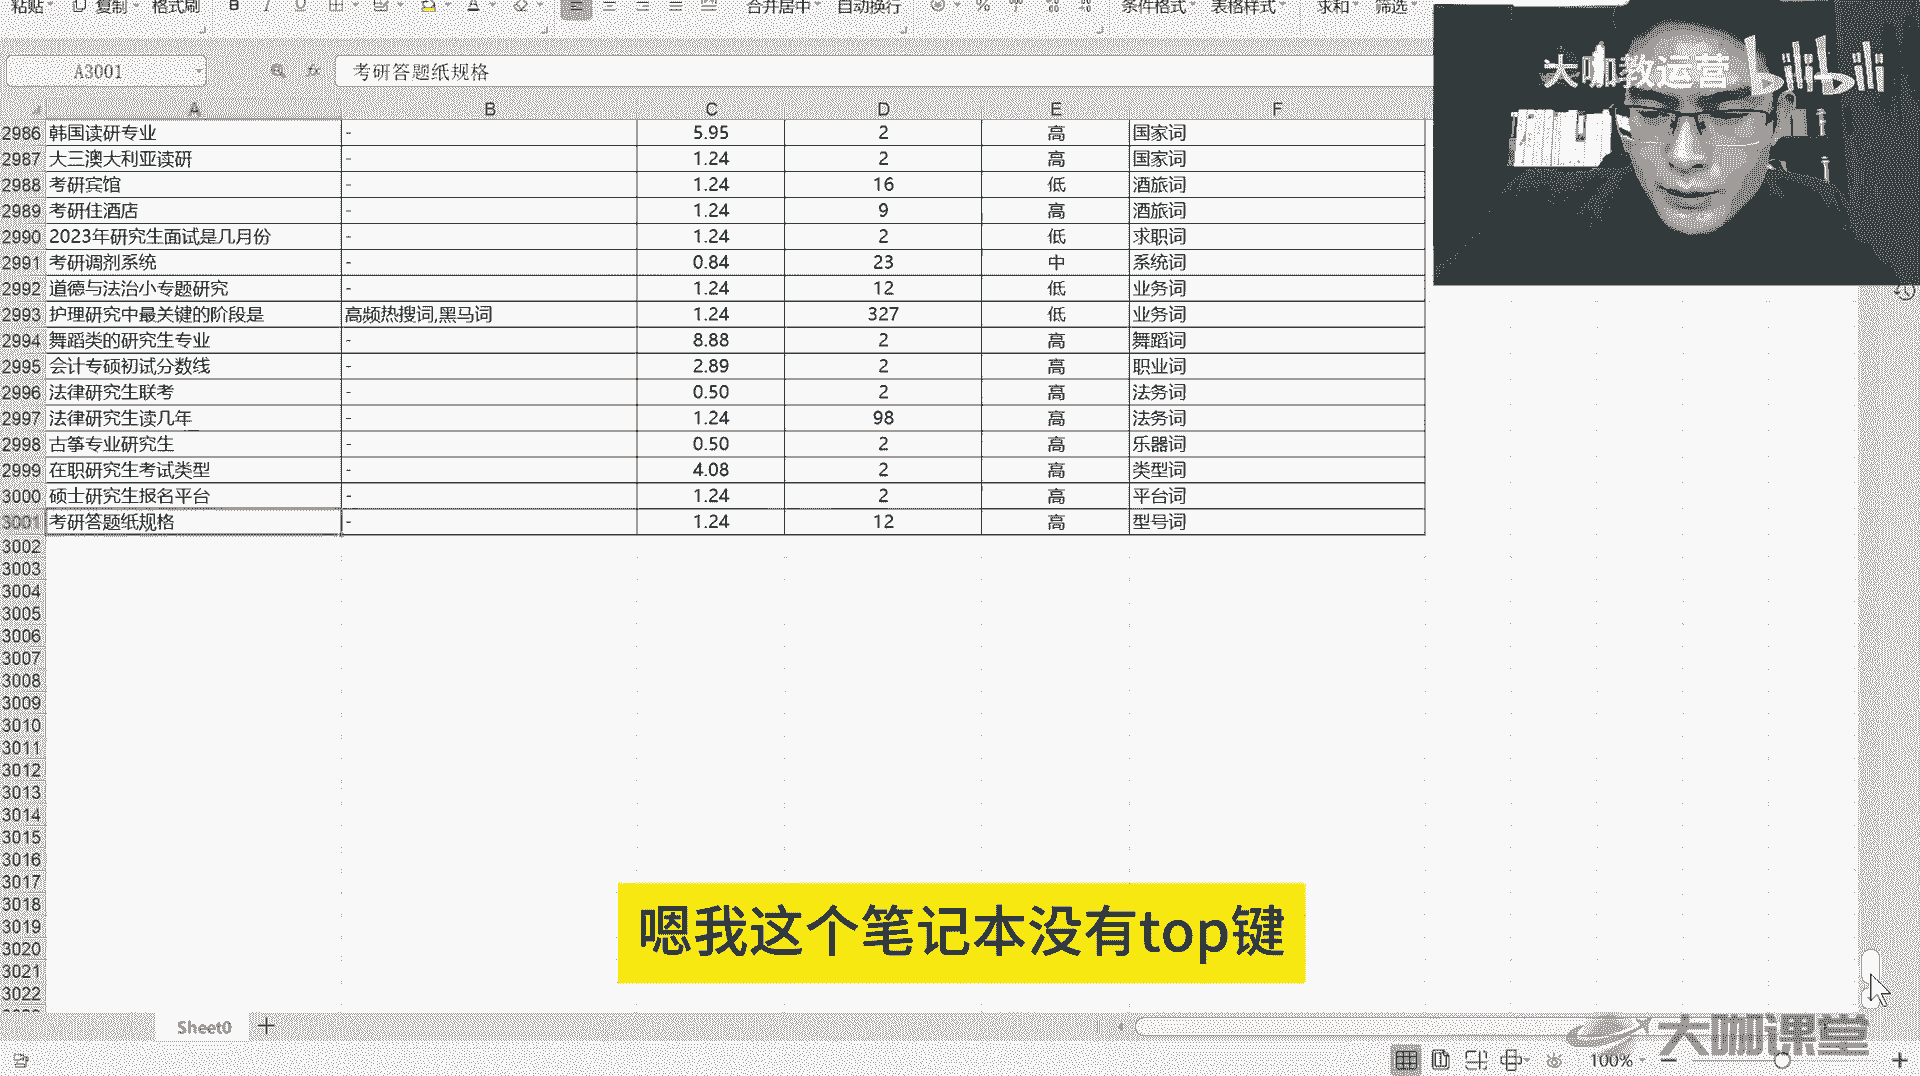 粘贴 复制 格式刷 B I U A 合并居中 自动换行 % 条件格式 表格样式 求和 筛选
A3001 fx 考研答题纸规格
大咖教运营 bilibili
A B C D E F
2986 韩国读研专业 - 5.95 2 高 国家词
2987 大三澳大利亚读研 - 1.24 2 高 国家词
2988 考研宾馆 - 1.24 16 低 酒旅词
2989 考研住酒店 - 1.24 9 高 酒旅词
2990 2023年研究生面试是几月份 - 1.24 2 低 求职词
2991 考研调剂系统 - 0.84 23 中 系统词
2992 道德与法治小专题研究 - 1.24 12 低 业务词
2993 护理研究中最关键的阶段是 高频热搜词,黑马词 1.24 327 低 业务词
2994 舞蹈类的研究生专业 - 8.88 2 高 舞蹈词
2995 会计专硕初试分数线 - 2.89 2 高 职业词
2996 法律研究生联考 - 0.50 2 高 法务词
2997 法律研究生读几年 - 1.24 98 高 法务词
2998 古筝专业研究生 - 0.50 2 高 乐器词
2999 在职研究生考试类型 - 4.08 2 高 类型词
3000 硕士研究生报名平台 - 1.24 2 高 平台词
3001 考研答题纸规格 - 1.24 12 高 型号词
3002
3003
3004
3005
3006
3007
3008
3009
3010
3011
3012
3013
3014
3015
3016
3017
3018
3019
3020
3021
3022
嗯我这个笔记本没有top键
Sheet0 +
大咖课堂
100% - +